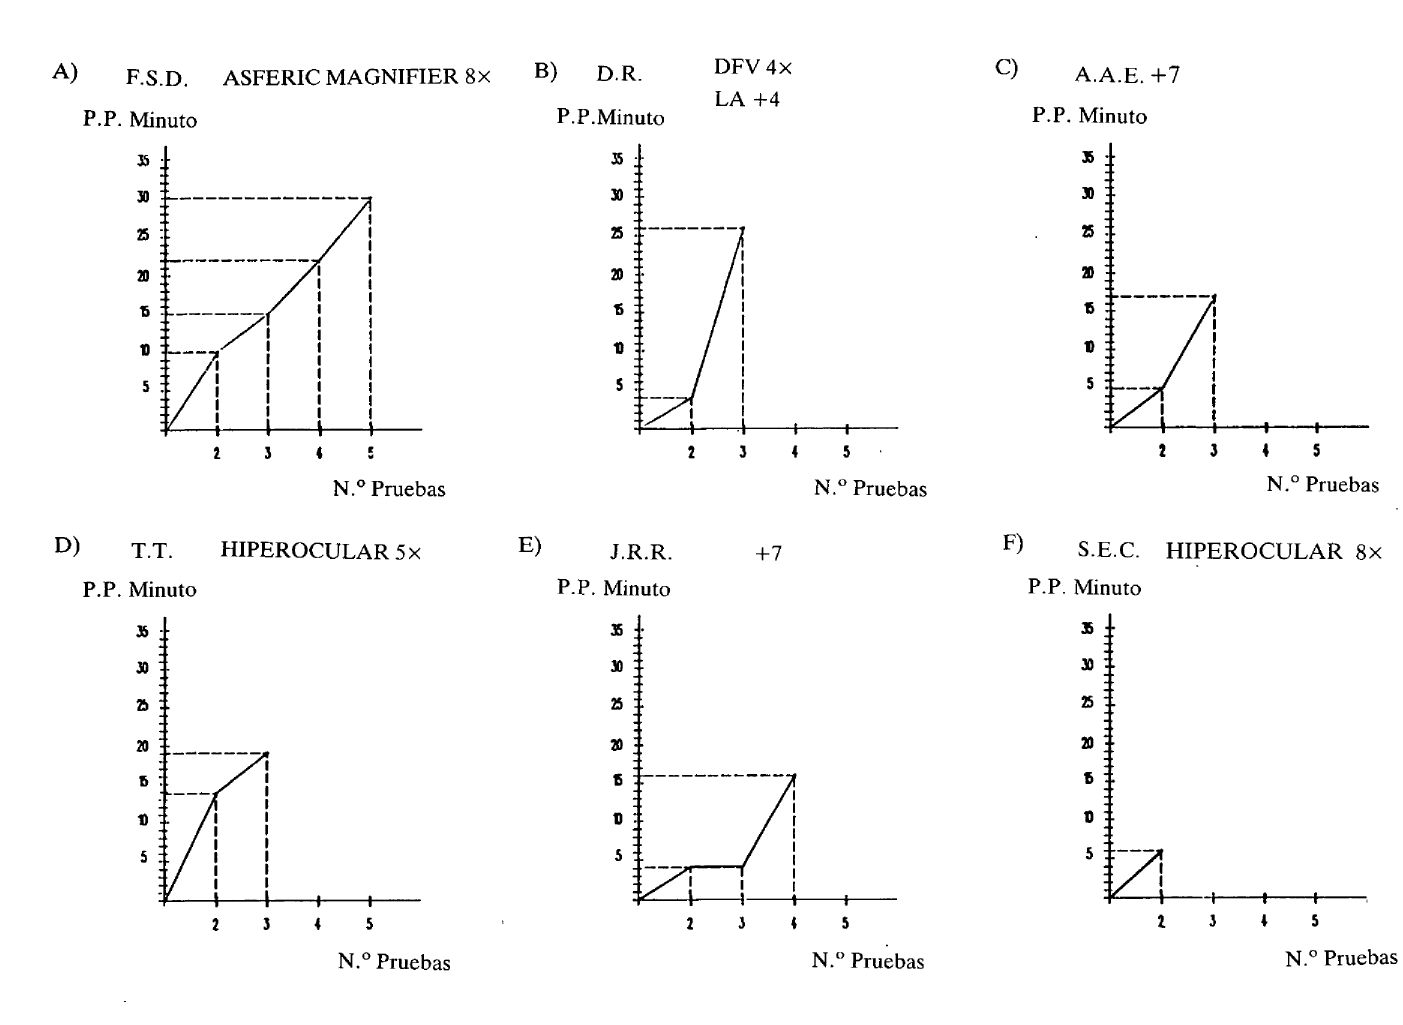 A) F.S.D. ASFERIC MAGNIFIER 8×
P.P. Minuto
35
30
25
20
15
10
5
2 3 4 5
N.º Pruebas
B) D.R. DFV 4×
LA +4
P.P.Minuto
35
30
25
20
15
10
5
2 3 4 5
N.º Pruebas
C) A.A.E. +7
P.P. Minuto
35
30
25
20
15
10
5
2 3 4 5
N.º Pruebas
D) T.T. HIPEROCULAR 5×
P.P. Minuto
35
30
25
20
15
10
5
2 3 4 5
N.º Pruebas
E) J.R.R. +7
P.P. Minuto
35
30
25
20
15
10
5
2 3 4 5
N.º Pruebas
F) S.E.C. HIPEROCULAR 8×
P.P. Minuto
35
30
25
20
15
10
5
2 3 4 5
N.º Pruebas